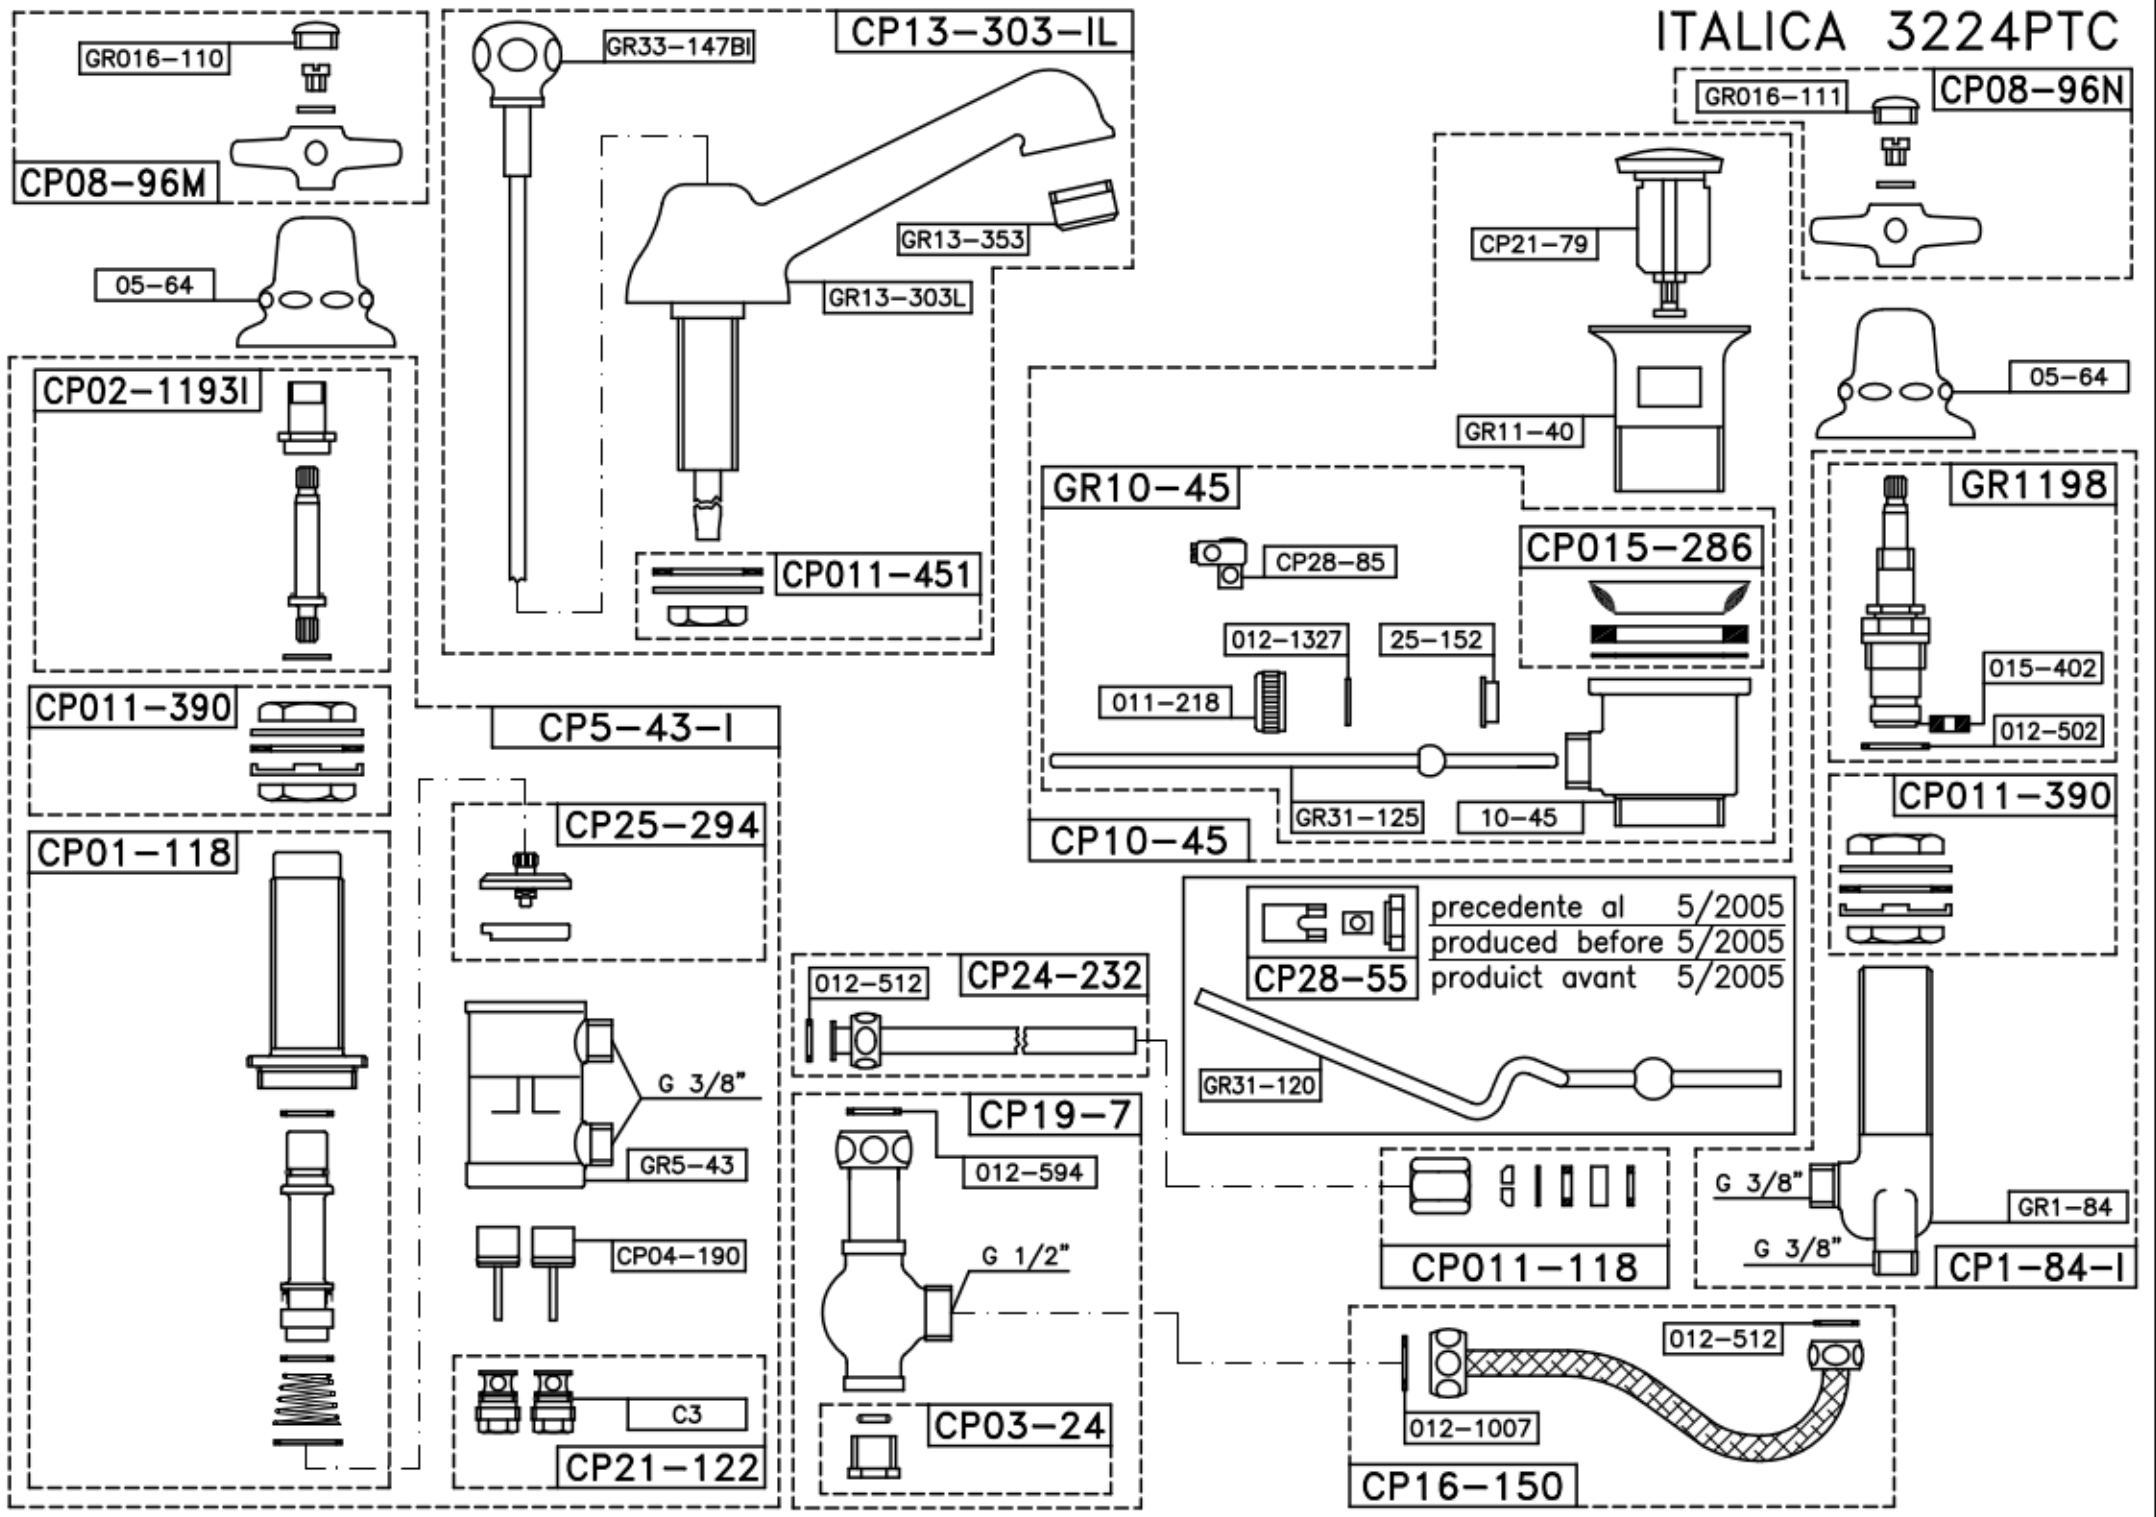 ITALICA 3224PTC
GR016-110
CP08-96M
05-64
GR33-147BI
CP13-303-IL
GR13-353
GR13-303L
CP011-451
GR016-111
CP08-96N
CP21-79
GR11-40
05-64
CP02-1193I
CP011-390
CP01-118
CP5-43-I
CP25-294
G 3/8"
GR5-43
CP04-190
C3
CP21-122
GR10-45
CP28-85
CP015-286
012-1327
25-152
011-218
GR31-125
10-45
CP10-45
GR1198
015-402
012-502
CP011-390
CP28-55
precedente al 5/2005
produced before 5/2005
produict avant 5/2005
GR31-120
012-512
CP24-232
CP19-7
012-594
G 1/2"
CP03-24
CP011-118
G 3/8"
GR1-84
G 3/8"
CP1-84-I
012-512
012-1007
CP16-150